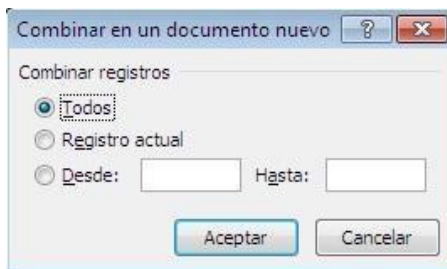 Combinar en un documento nuevo ?
Combinar registros
Todos
Registro actual
Desde: Hasta:
Aceptar Cancelar